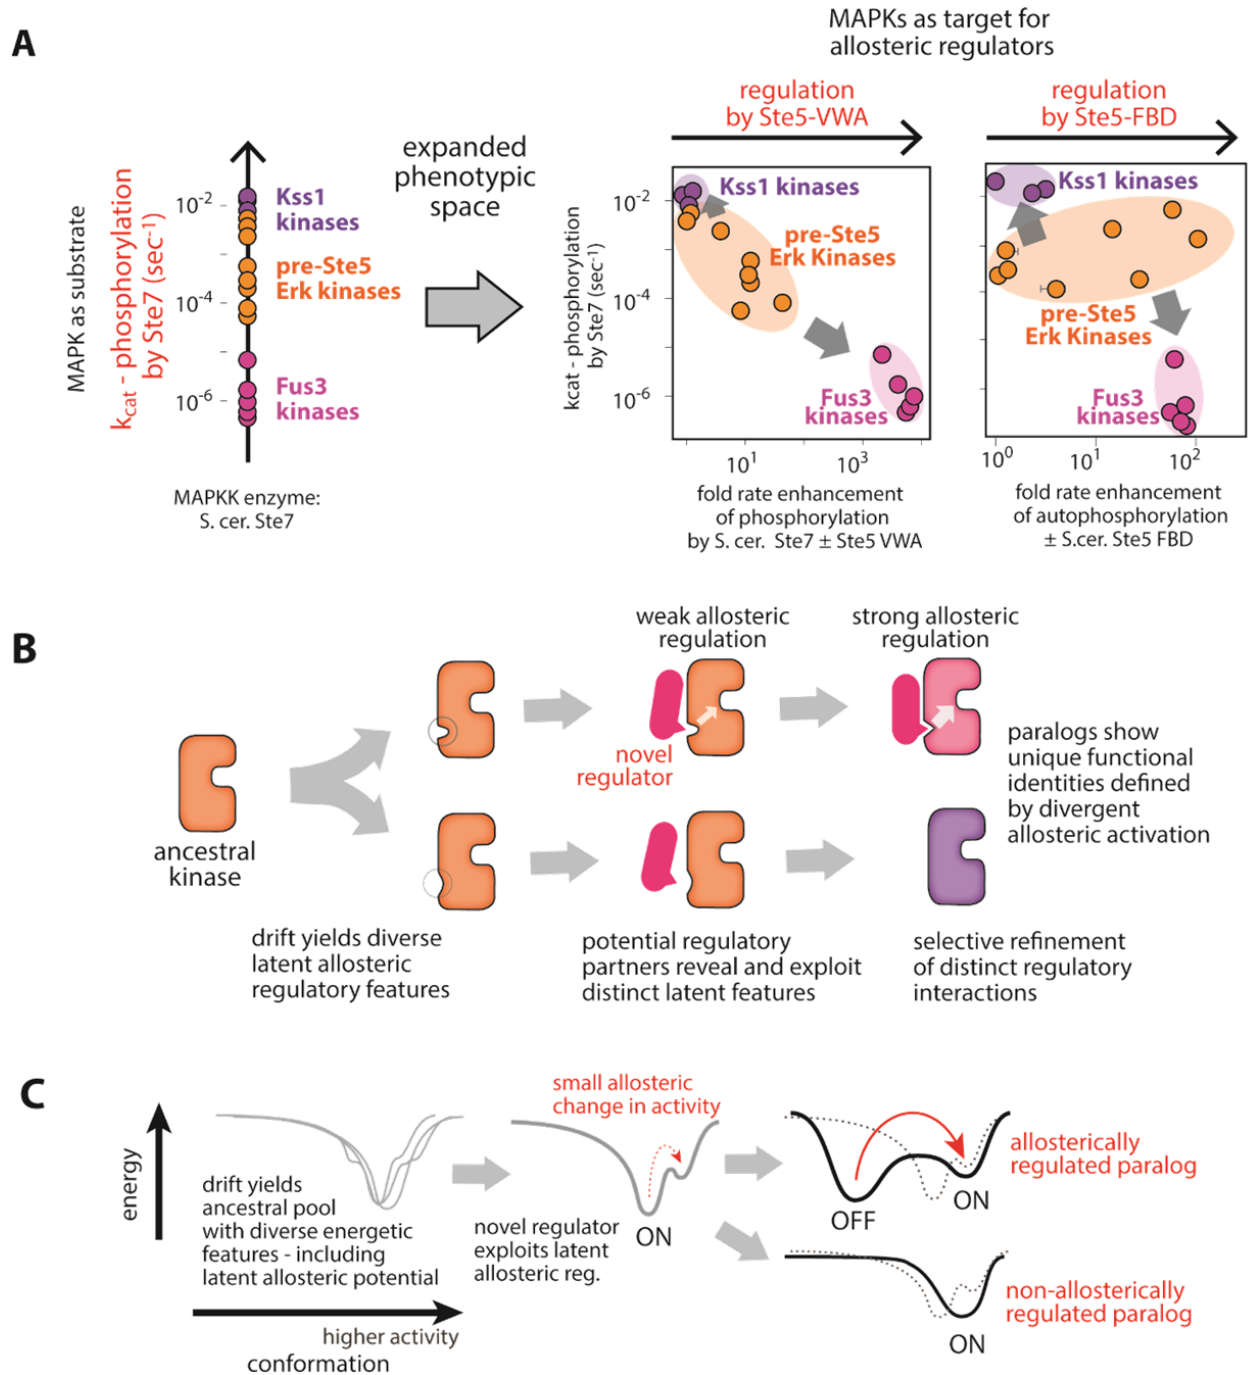 A
MAPKs as target for
allosteric regulators
regulation
by Ste5-VWA
regulation
by Ste5-FBD
MAPK as substrate
kcat - phosphorylation
by Ste7 (sec-1)
10-2
10-4
10-6
Kss1
kinases
pre-Ste5
Erk kinases
Fus3
kinases
MAPKK enzyme:
S. cer. Ste7
expanded
phenotypic
space
kcat - phosphorylation
by Ste7 (sec-1)
10-2
10-4
10-6
Kss1 kinases
pre-Ste5
Erk Kinases
Fus3
kinases
101
103
fold rate enhancement
of phosphorylation
by S. cer. Ste7 ± Ste5 VWA
Kss1 kinases
pre-Ste5
Erk Kinases
Fus3
kinases
100
101
102
fold rate enhancement
of autophosphorylation
± S.cer. Ste5 FBD
B
weak allosteric
regulation
strong allosteric
regulation
novel
regulator
ancestral
kinase
paralogs show
unique functional
identities defined
by divergent
allosteric activation
drift yields diverse
latent allosteric
regulatory features
potential regulatory
partners reveal and exploit
distinct latent features
selective refinement
of distinct regulatory
interactions
C
energy
drift yields
ancestral pool
with diverse energetic
features - including
latent allosteric potential
higher activity
conformation
small allosteric
change in activity
ON
novel regulator
exploits latent
allosteric reg.
OFF
ON
allosterically
regulated paralog
ON
non-allosterically
regulated paralog